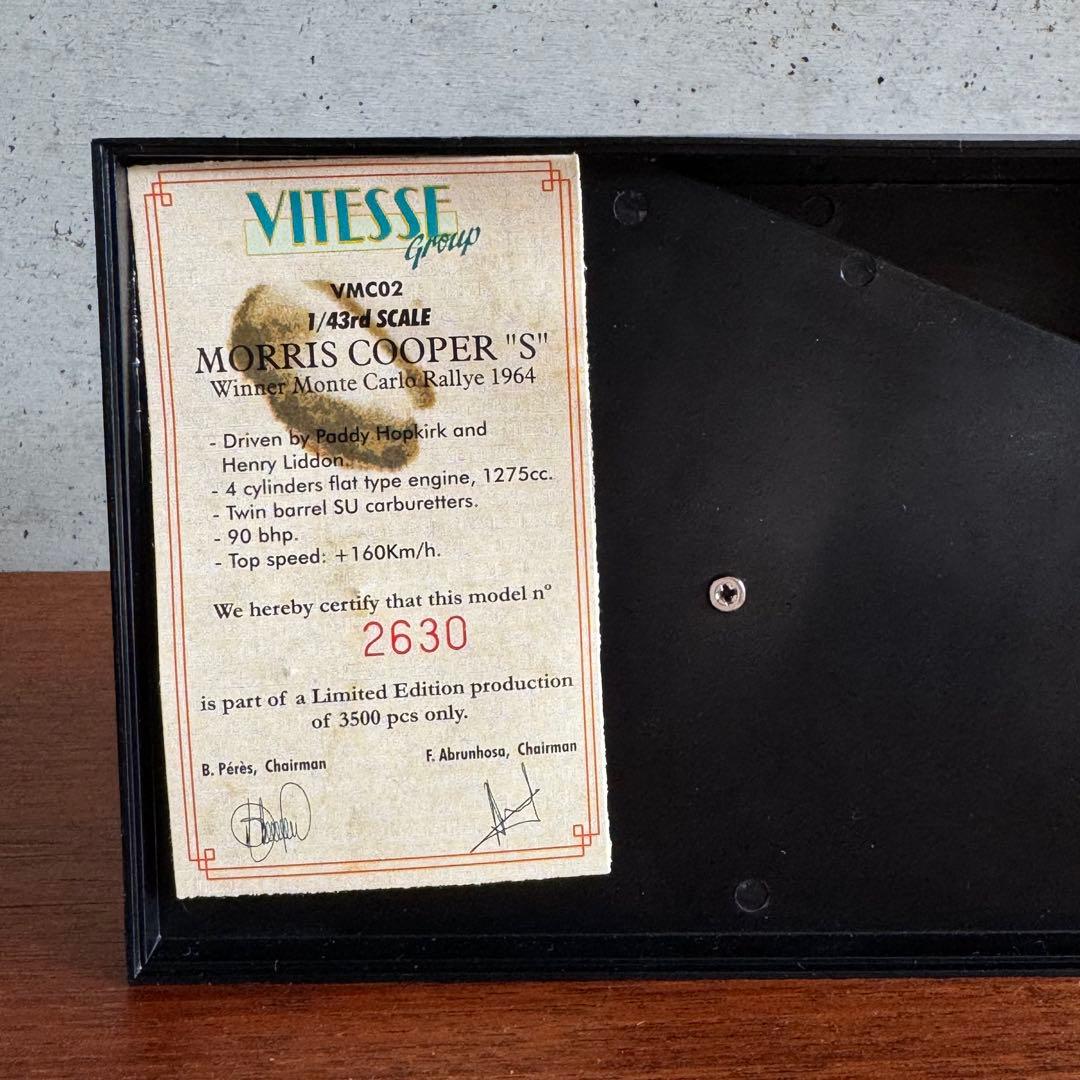 VITESSE
Group
VMC02
1/43rd SCALE
MORRIS COOPER "S"
Winner Monte Carlo Rallye 1964
- Driven by Paddy Hopkirk and
Henry Liddon.
- 4 cylinders flat type engine, 1275cc.
- Twin barrel SU carburetters.
- 90 bhp.
- Top speed: +160Km/h.
We hereby certify that this model nº
2630
is part of a Limited Edition production
of 3500 pcs only.
B. Pérès, Chairman
F. Abrunhosa, Chairman